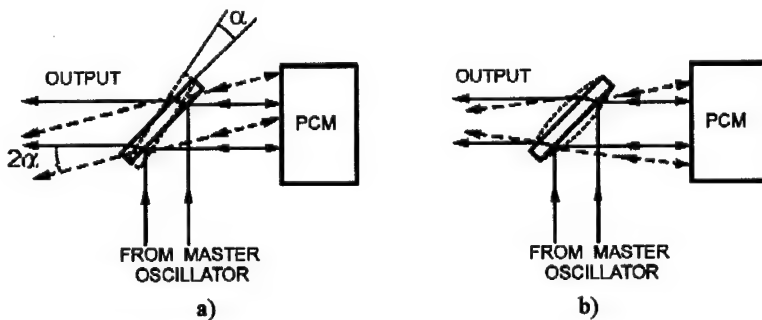 α
OUTPUT
PCM
2α
FROM MASTER
OSCILLATOR
a)
OUTPUT
PCM
FROM MASTER
OSCILLATOR
b)